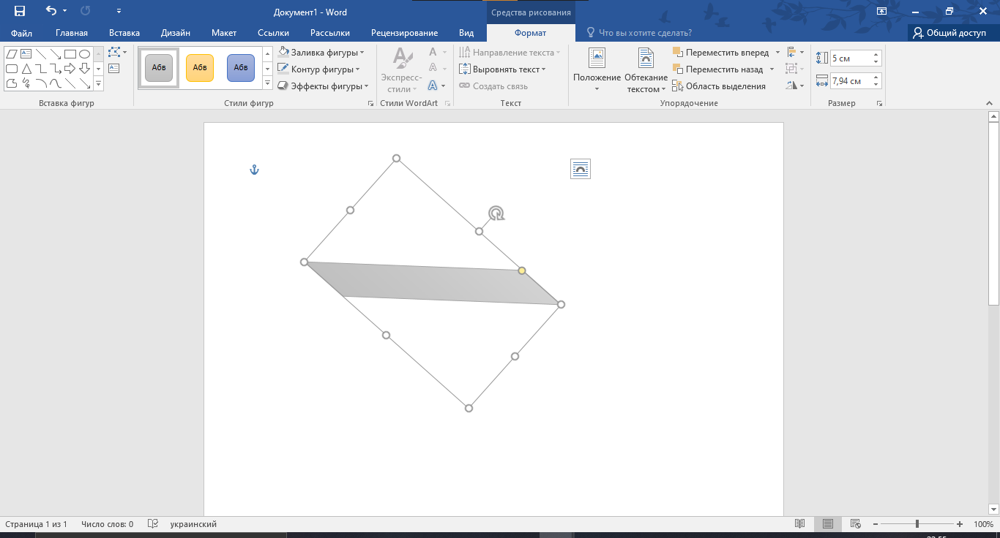 Документ1 - Word
Средства рисования
Файл
Главная
Вставка
Дизайн
Макет
Ссылки
Рассылки
Рецензирование
Вид
Формат
Что вы хотите сделать?
Общий доступ
Абв
Абв
Абв
Заливка фигуры
Контур фигуры
Эффекты фигуры
Экспресс-
стили
Направление текста
Выровнять текст
Создать связь
Положение
Обтекание
текстом
Переместить вперед
Переместить назад
Область выделения
5 см
7,94 см
Вставка фигур
Стили фигур
Стили WordArt
Текст
Упорядочение
Размер
Страница 1 из 1
Число слов: 0
украинский
100%